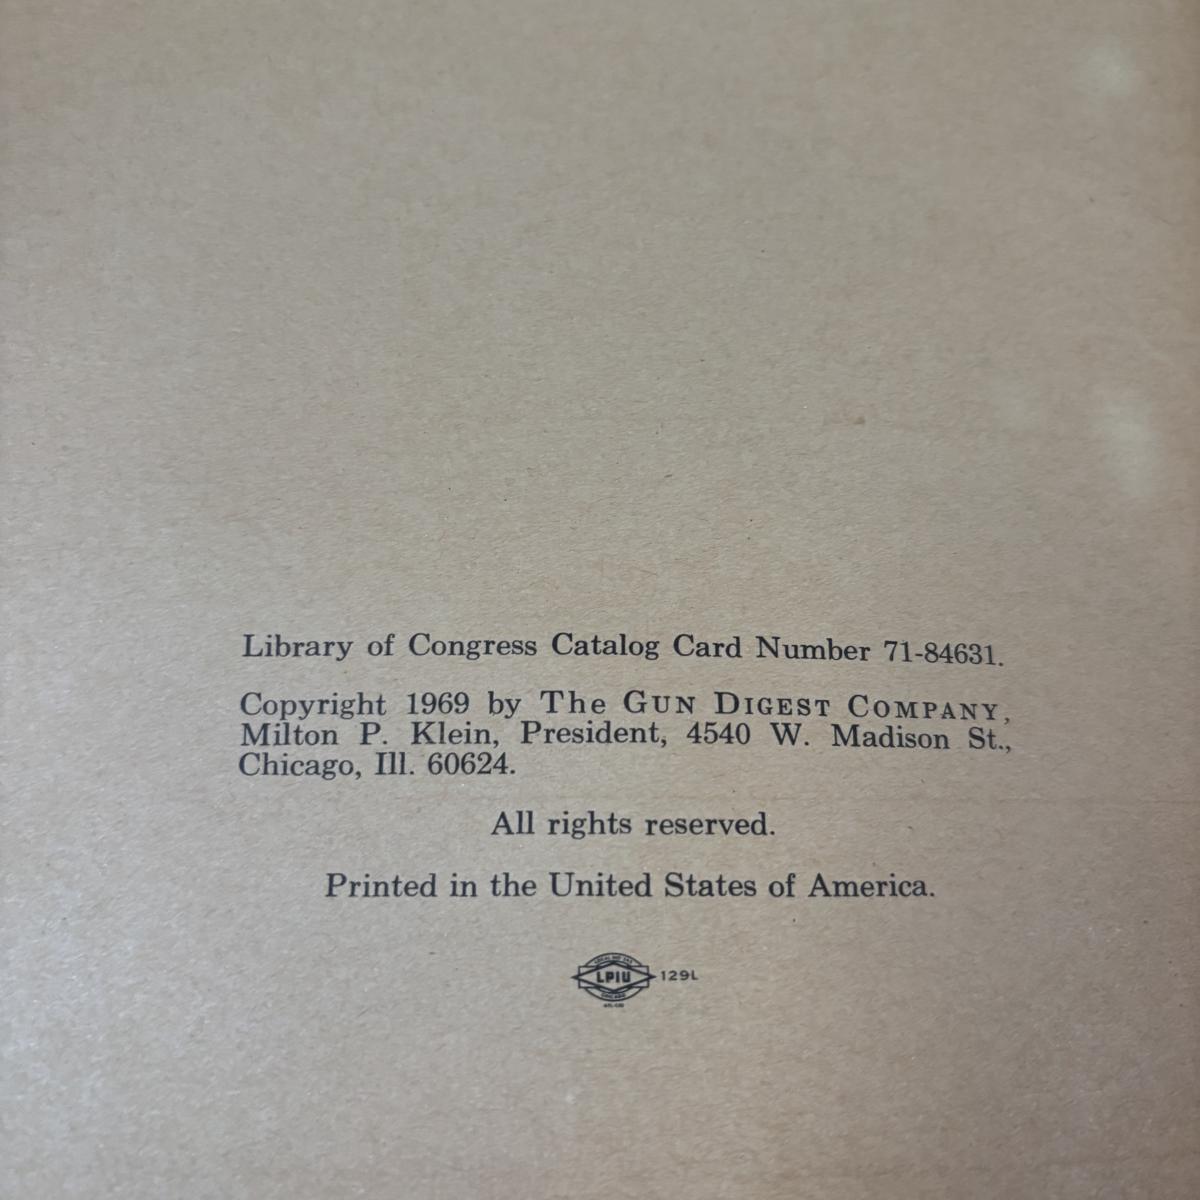 Library of Congress Catalog Card Number 71-84631.
Copyright 1969 by The GUN DIGEST COMPANY,
Milton P. Klein, President, 4540 W. Madison St.,
Chicago, Ill. 60624.
All rights reserved.
Printed in the United States of America.
LPIU 129L